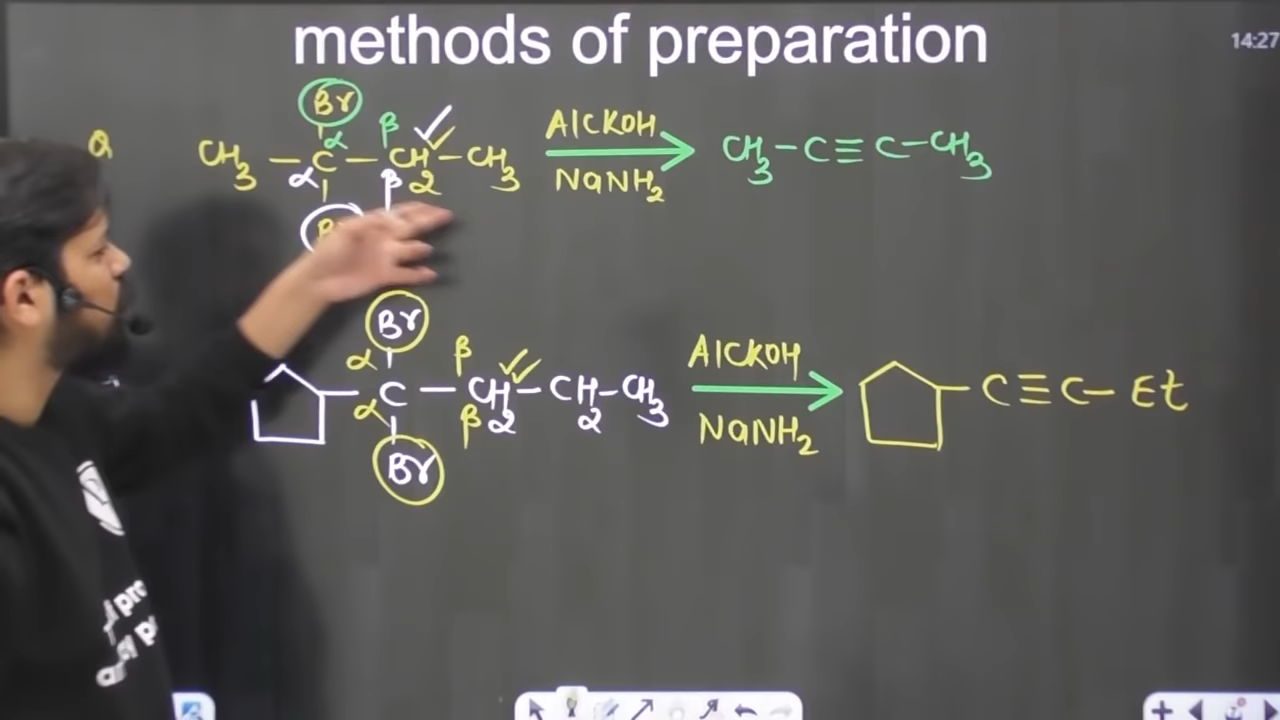 methods of preparation
14:27
Q
Br
α β
CH3 – C – CH2 – CH3
α β
AlcKOH
NaNH2
CH3 – C ≡ C – CH3
Br
α β
C – CH2 – CH2 – CH3
α β
Br
AlcKOH
NaNH2
C ≡ C – Et